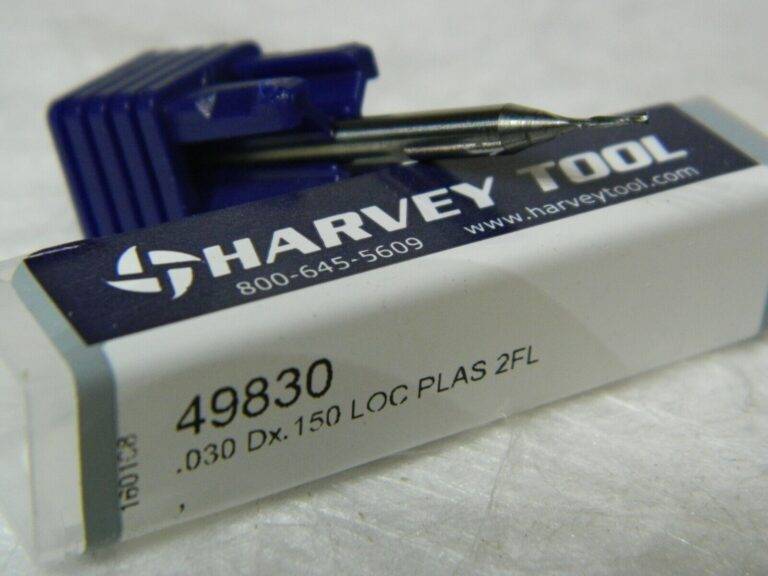 HARVEY TOOL
800-645-5609 www.harveytool.com
49830
.030 Dx.150 LOC PLAS 2FL
,
160108